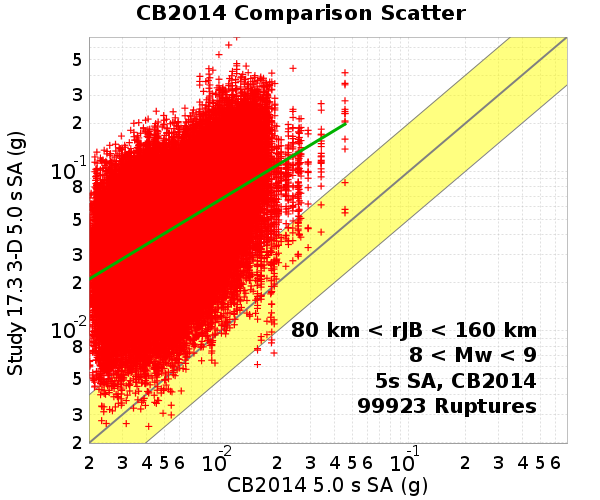 CB2014 Comparison Scatter
Study 17.3 3-D 5.0 s SA (g)
5
3
2
10^-1
8
5
3
2
10^-2
8
5
3
2
80 km < rJB < 160 km
8 < Mw < 9
5s SA, CB2014
99923 Ruptures
2 3 4 5 6 10^-2 2 3 4 5 6 10^-1 2 3 4 5 6
CB2014 5.0 s SA (g)